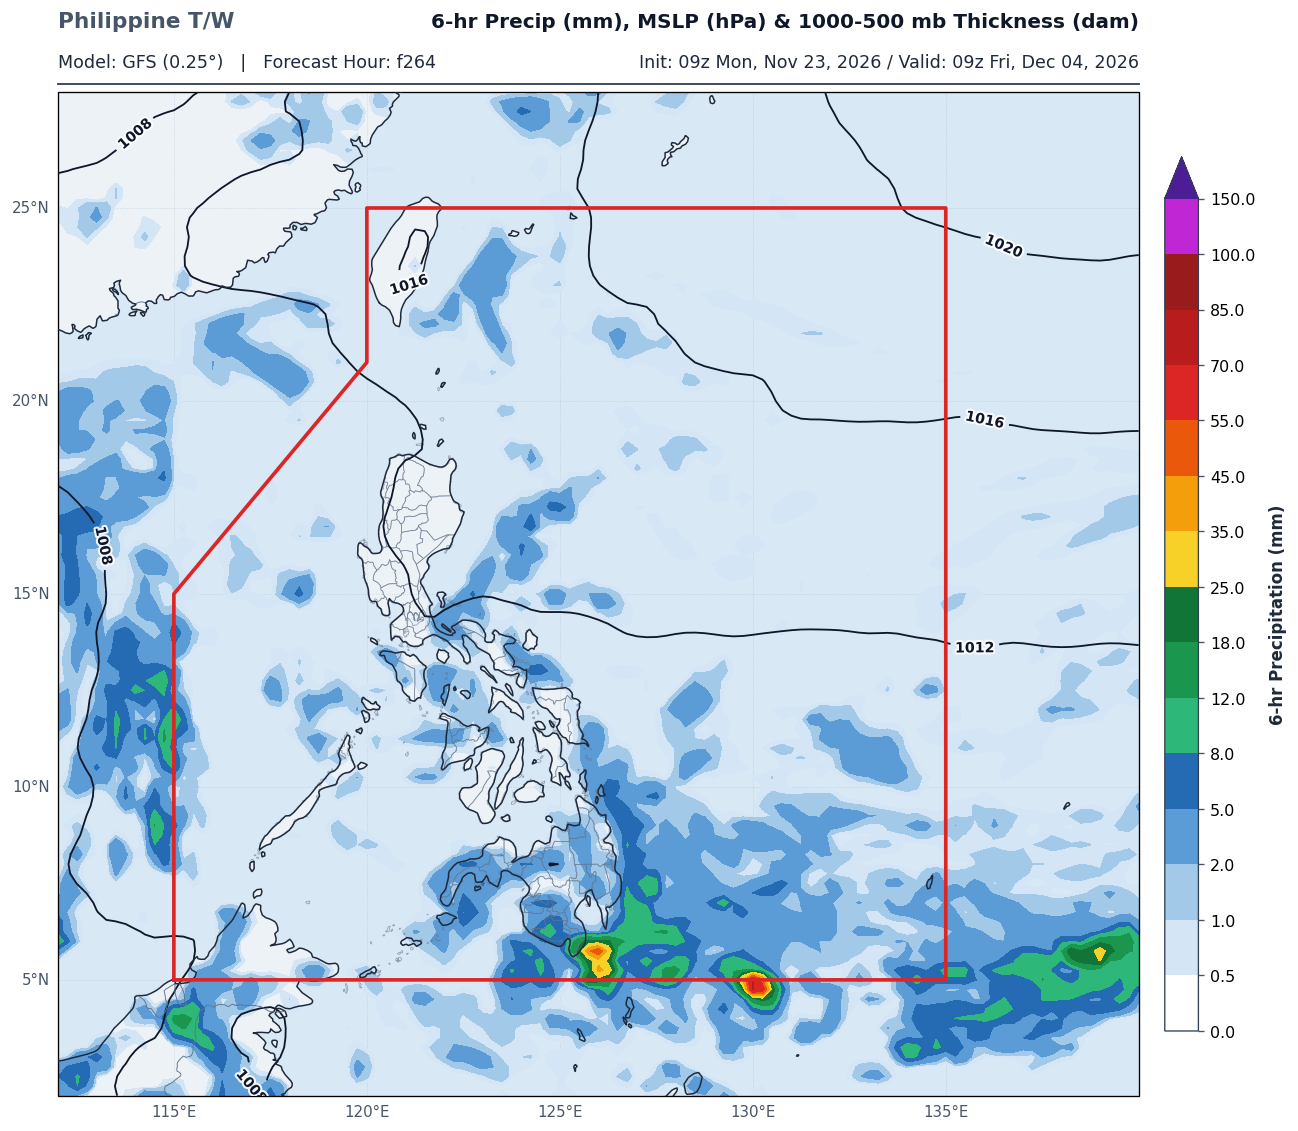 Philippine T/W
6-hr Precip (mm), MSLP (hPa) & 1000-500 mb Thickness (dam)
Model: GFS (0.25°) | Forecast Hour: f264
Init: 09z Mon, Nov 23, 2026 / Valid: 09z Fri, Dec 04, 2026
1008
1020
1016
1016
1008
1012
1008
25°N
20°N
15°N
10°N
5°N
115°E
120°E
125°E
130°E
135°E
150.0
100.0
85.0
70.0
55.0
45.0
35.0
25.0
18.0
12.0
8.0
5.0
2.0
1.0
0.5
0.0
6-hr Precipitation (mm)